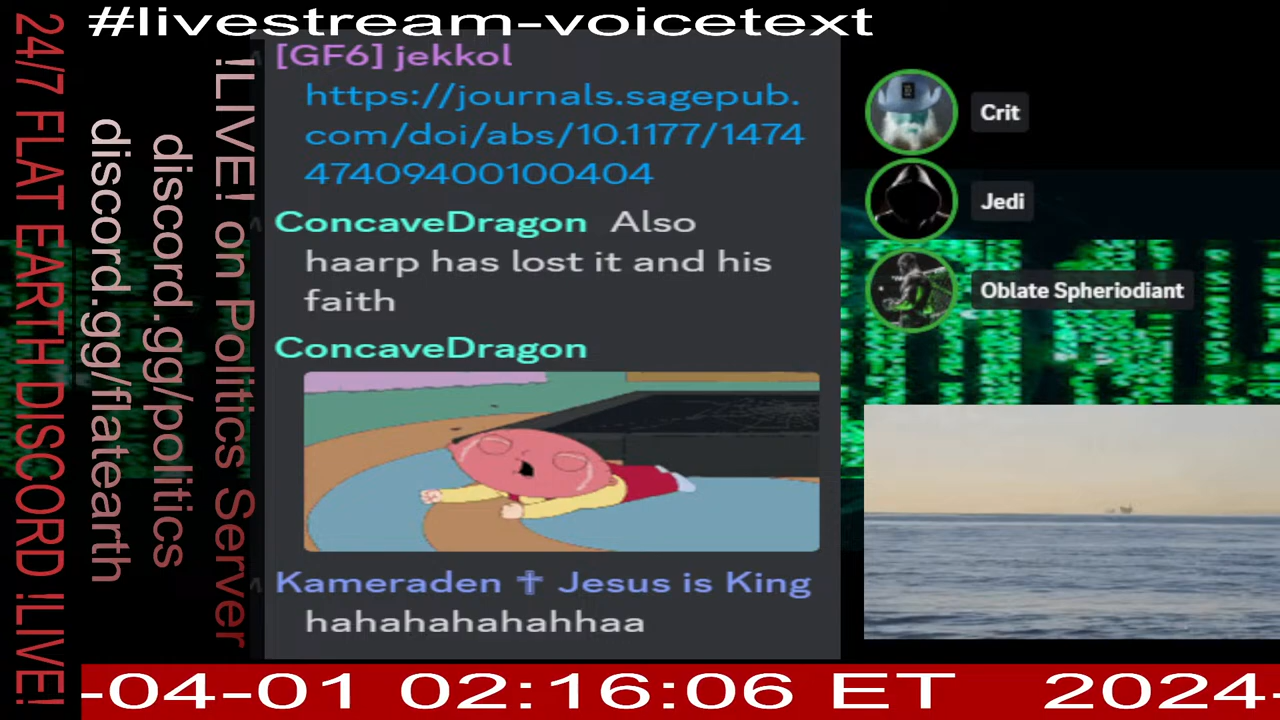 #livestream-voicetext
24/7 FLAT EARTH DISCORD !LIVE!
discord.gg/flatearth
discord.gg/politics
!LIVE! on Politics Server
[GF6] jekkol
https://journals.sagepub.
com/doi/abs/10.1177/1474
47409400100404
ConcaveDragon Also
haarp has lost it and his
faith
ConcaveDragon
Kameraden ✝ Jesus is King
hahahahahahhaa
Crit
Jedi
Oblate Spheriodiant
-04-01 02:16:06 ET 2024-